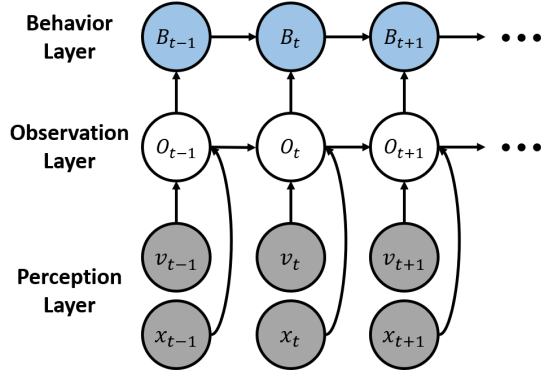 Behavior
Layer
B_{t-1} B_t B_{t+1} •••
Observation
Layer
O_{t-1} O_t O_{t+1} •••
Perception
Layer
v_{t-1} v_t v_{t+1}
x_{t-1} x_t x_{t+1}